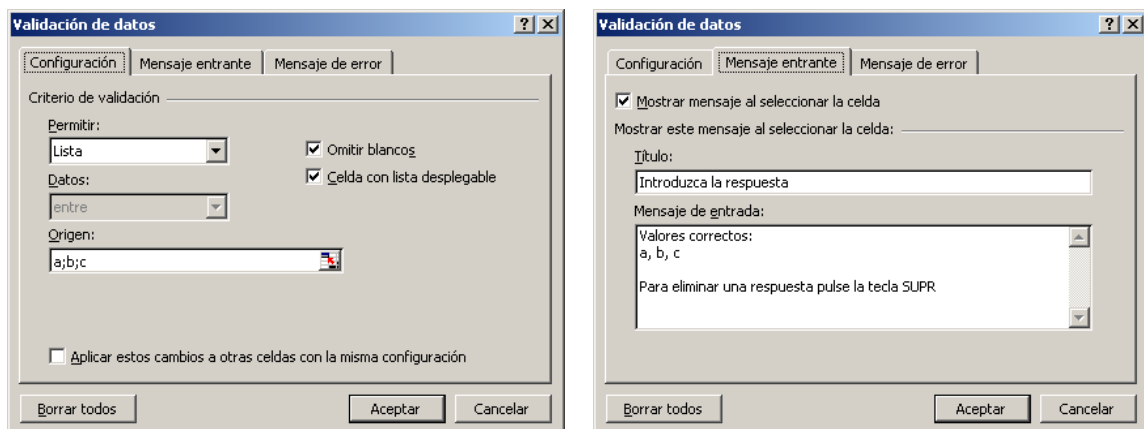 Validación de datos
Configuración Mensaje entrante Mensaje de error
Criterio de validación
Permitir:
Lista
Omitir blancos
Datos:
Celda con lista desplegable
entre
Origen:
a;b;c
Aplicar estos cambios a otras celdas con la misma configuración
Borrar todos Aceptar Cancelar
Validación de datos
Configuración Mensaje entrante Mensaje de error
Mostrar mensaje al seleccionar la celda
Mostrar este mensaje al seleccionar la celda:
Título:
Introduzca la respuesta
Mensaje de entrada:
Valores correctos:
a, b, c
Para eliminar una respuesta pulse la tecla SUPR
Borrar todos Aceptar Cancelar